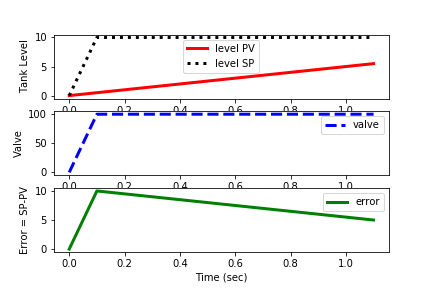 Tank Level
10
5
0
level PV
level SP
0.0 0.2 0.4 0.6 0.8 1.0
Valve
100
50
0
valve
0.0 0.2 0.4 0.6 0.8 1.0
Error = SP-PV
10
5
0
error
0.0 0.2 0.4 0.6 0.8 1.0
Time (sec)